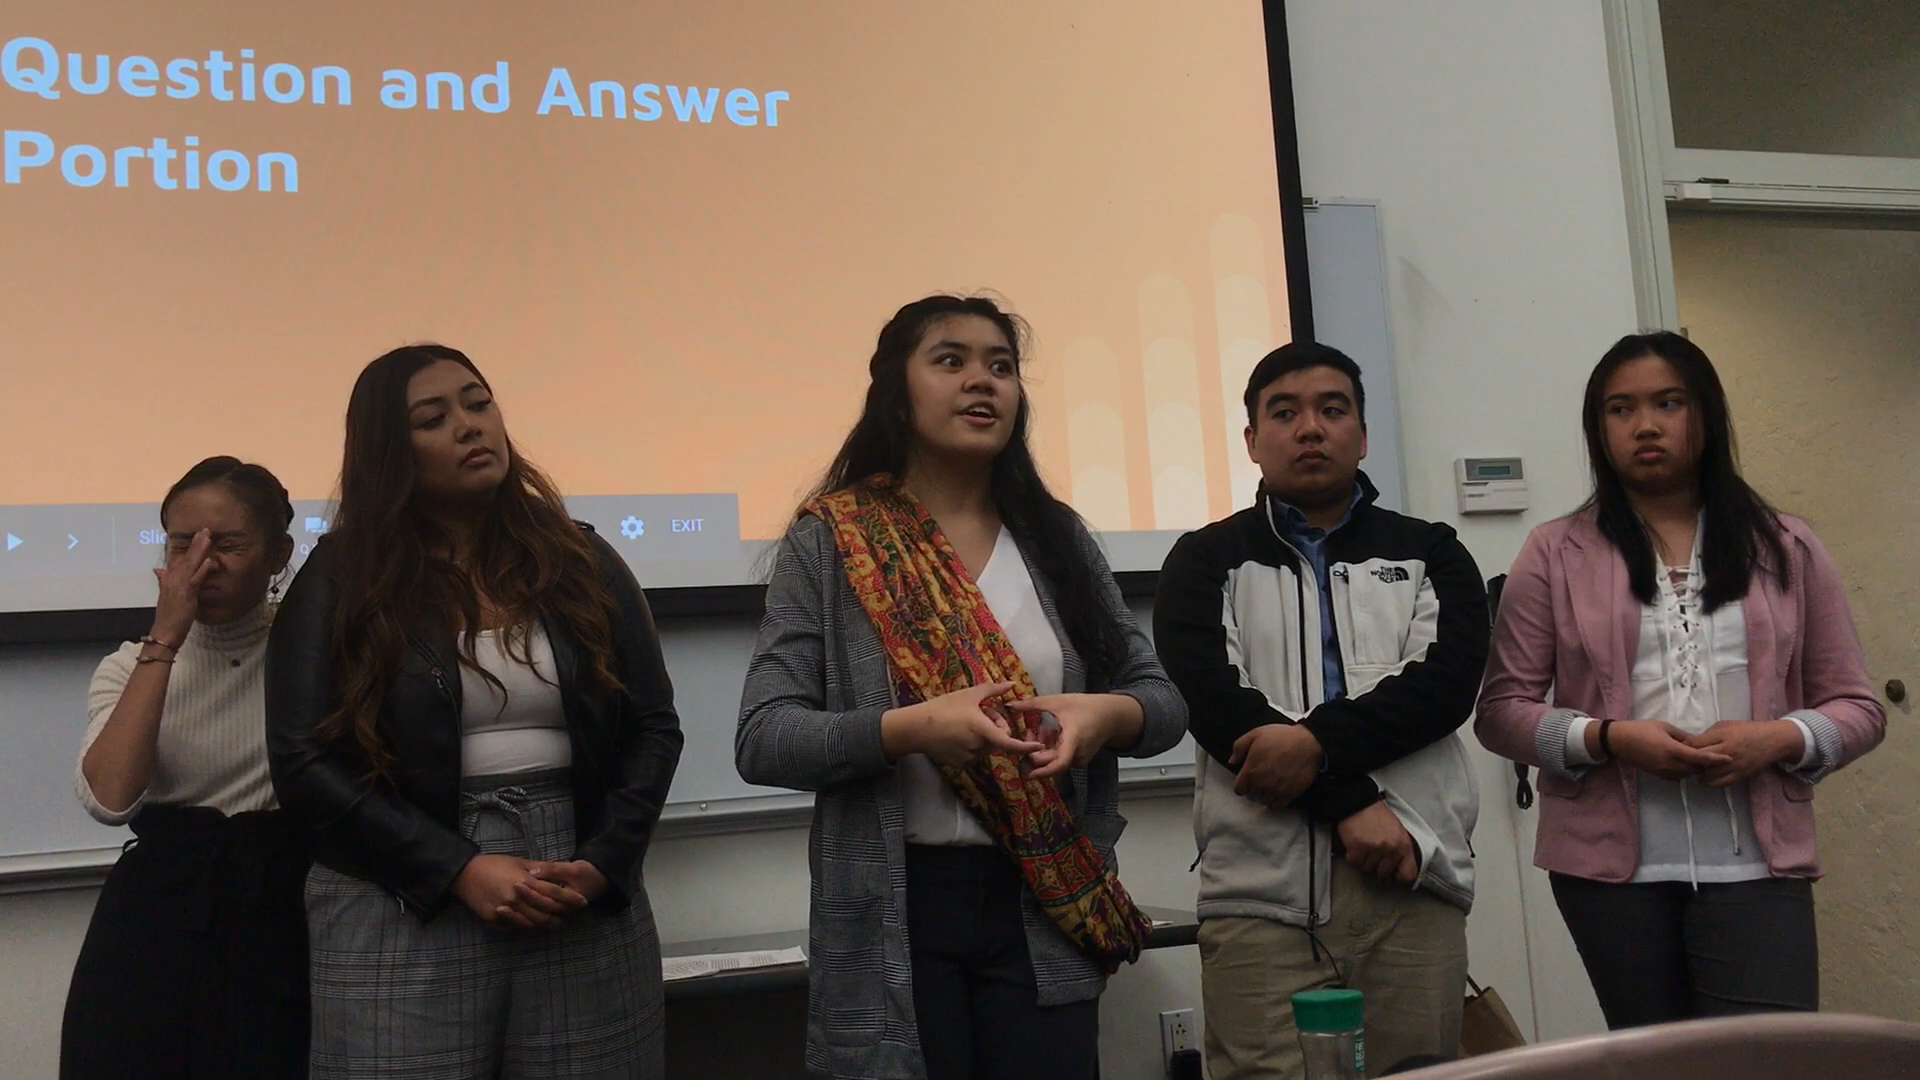 Question and Answer
Portion
EXIT
THE
NORTH
FACE